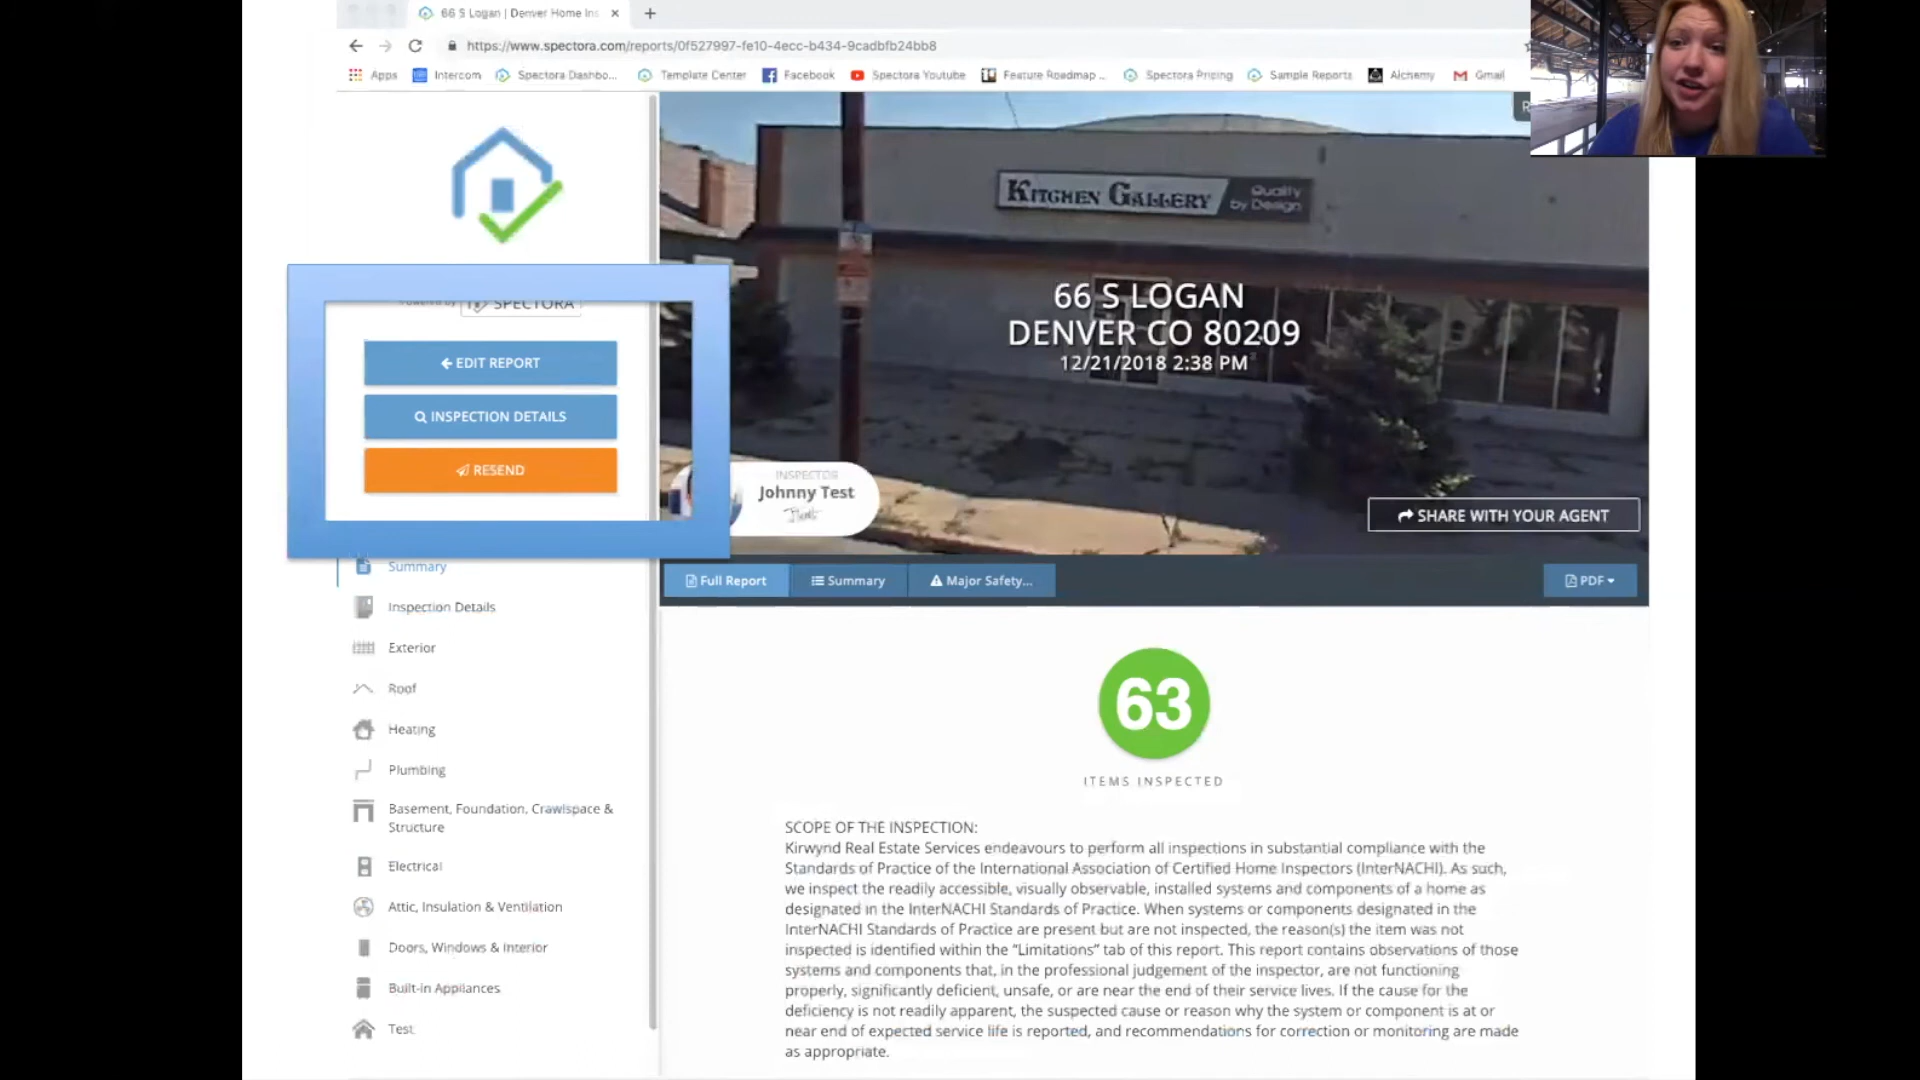 66 S Logan | Denver Home Ins
https://www.spectora.com/reports/0f527997-fe10-4ecc-b434-9cadbfb24bb8
Apps Intercom Spectora Dashbo... Template Center Facebook Spectora Youtube Feature Roadmap ... Spectora Pricing Sample Reports Alchemy Gmail
KITCHEN GALLERY Quality by Design
Powered by SPECTORA
EDIT REPORT
INSPECTION DETAILS
RESEND
66 S LOGAN
DENVER CO 80209
12/21/2018 2:38 PM
INSPECTOR
Johnny Test
SHARE WITH YOUR AGENT
Full Report Summary Major Safety... PDF
Summary
Inspection Details
Exterior
Roof
Heating
Plumbing
Basement, Foundation, Crawlspace &
Structure
Electrical
Attic, Insulation & Ventilation
Doors, Windows & Interior
Built-in Appliances
Test
63
ITEMS INSPECTED
SCOPE OF THE INSPECTION:
Kirwynd Real Estate Services endeavours to perform all inspections in substantial compliance with the
Standards of Practice of the International Association of Certified Home Inspectors (InterNACHI). As such,
we inspect the readily accessible, visually observable, installed systems and components of a home as
designated in the InterNACHI Standards of Practice. When systems or components designated in the
InterNACHI Standards of Practice are present but are not inspected, the reason(s) the item was not
inspected is identified within the “Limitations” tab of this report. This report contains observations of those
systems and components that, in the professional judgement of the inspector, are not functioning
properly, significantly deficient, unsafe, or are near the end of their service lives. If the cause for the
deficiency is not readily apparent, the suspected cause or reason why the system or component is at or
near end of expected service life is reported, and recommendations for correction or monitoring are made
as appropriate.